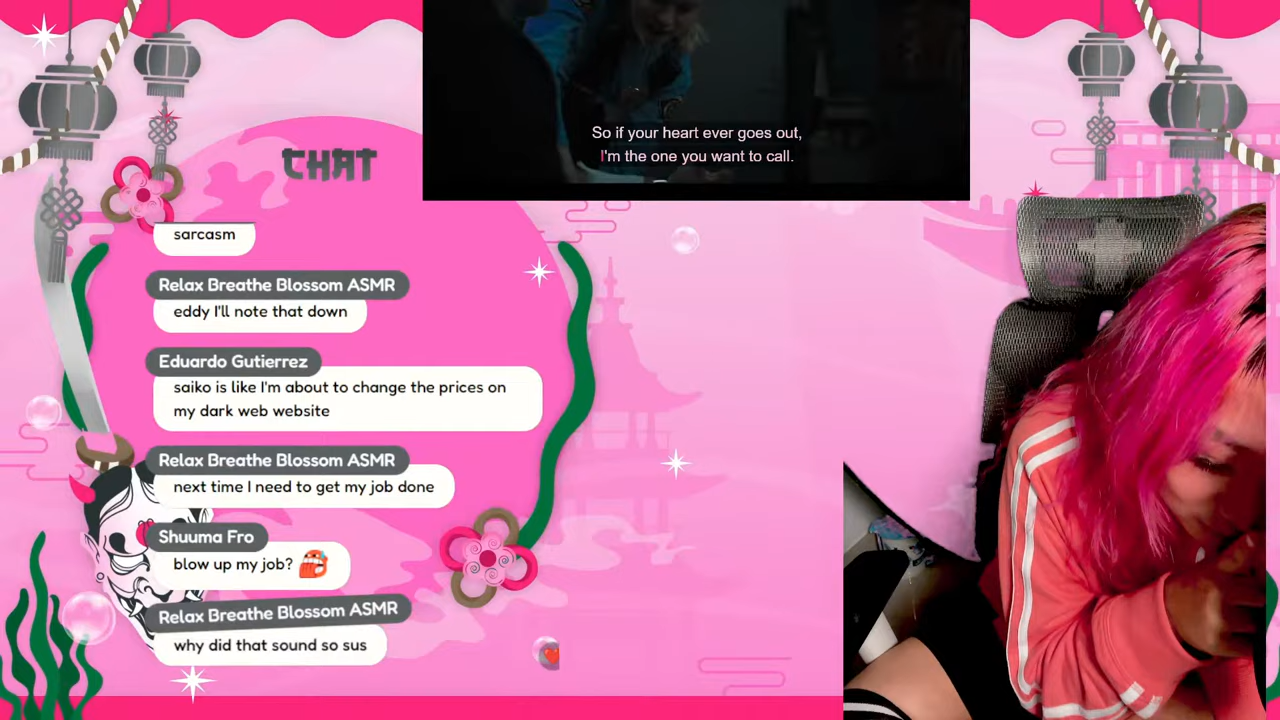 So if your heart ever goes out,
I'm the one you want to call.
CHAT
sarcasm
Relax Breathe Blossom ASMR
eddy I'll note that down
Eduardo Gutierrez
saiko is like I'm about to change the prices on
my dark web website
Relax Breathe Blossom ASMR
next time I need to get my job done
Shuuma Fro
blow up my job?
Relax Breathe Blossom ASMR
why did that sound so sus